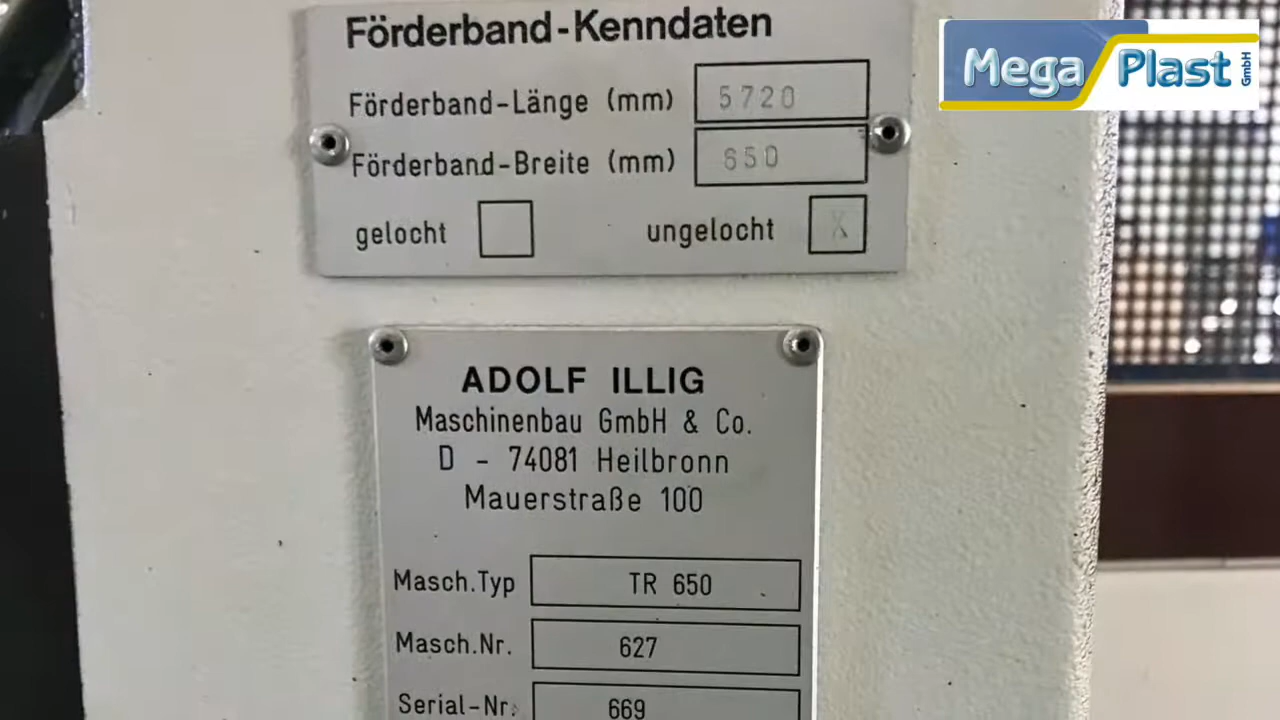 Förderband-Kenndaten
Förderband-Länge (mm) 5720
Förderband-Breite (mm) 650
gelocht ungelocht X
Mega Plast GmbH
ADOLF ILLIG
Maschinenbau GmbH & Co.
D - 74081 Heilbronn
Mauerstraße 100
Masch.Typ TR 650
Masch.Nr. 627
Serial-Nr. 669